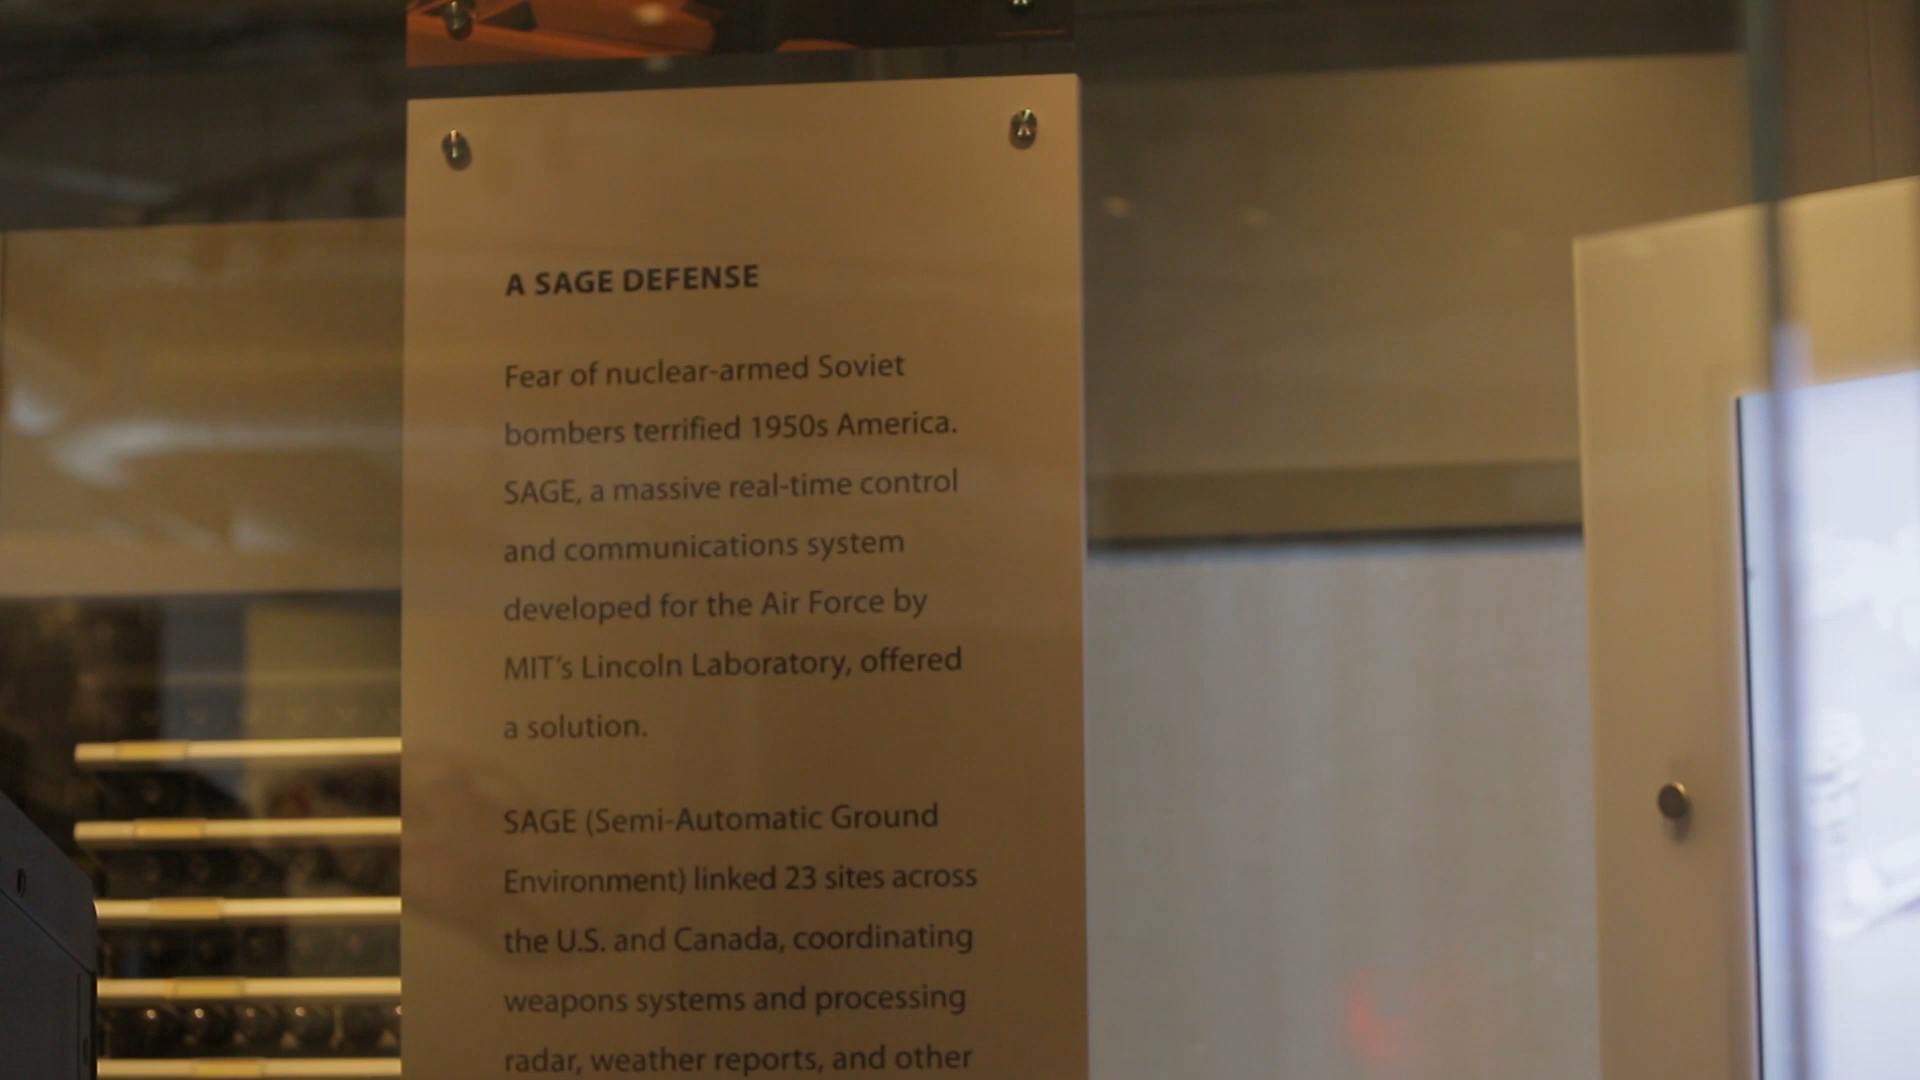 A SAGE DEFENSE
Fear of nuclear-armed Soviet
bombers terrified 1950s America.
SAGE, a massive real-time control
and communications system
developed for the Air Force by
MIT's Lincoln Laboratory, offered
a solution.
SAGE (Semi-Automatic Ground
Environment) linked 23 sites across
the U.S. and Canada, coordinating
weapons systems and processing
radar, weather reports, and other